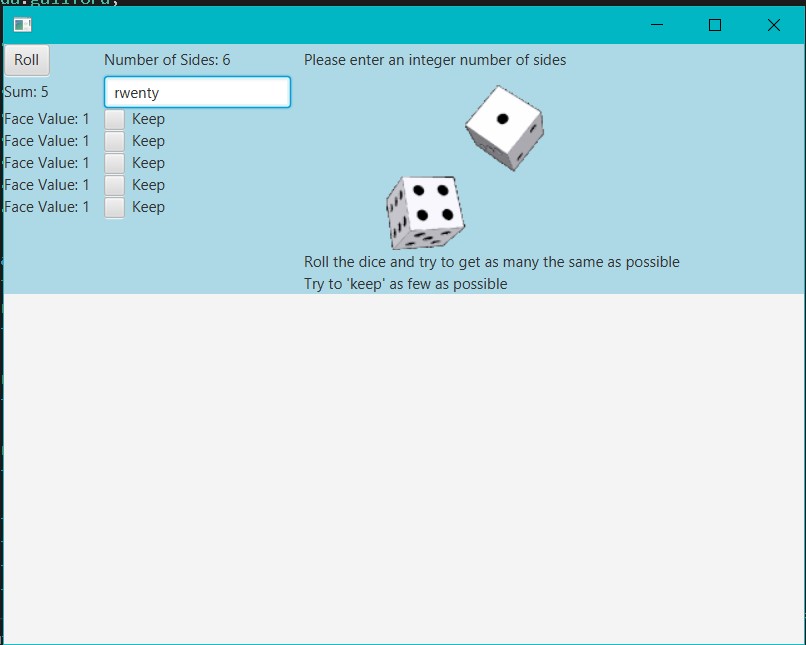 da.guilford;
Roll
Number of Sides: 6
Please enter an integer number of sides
Sum: 5
rwenty
Face Value: 1
Keep
Face Value: 1
Keep
Face Value: 1
Keep
Face Value: 1
Keep
Face Value: 1
Keep
Roll the dice and try to get as many the same as possible
Try to 'keep' as few as possible